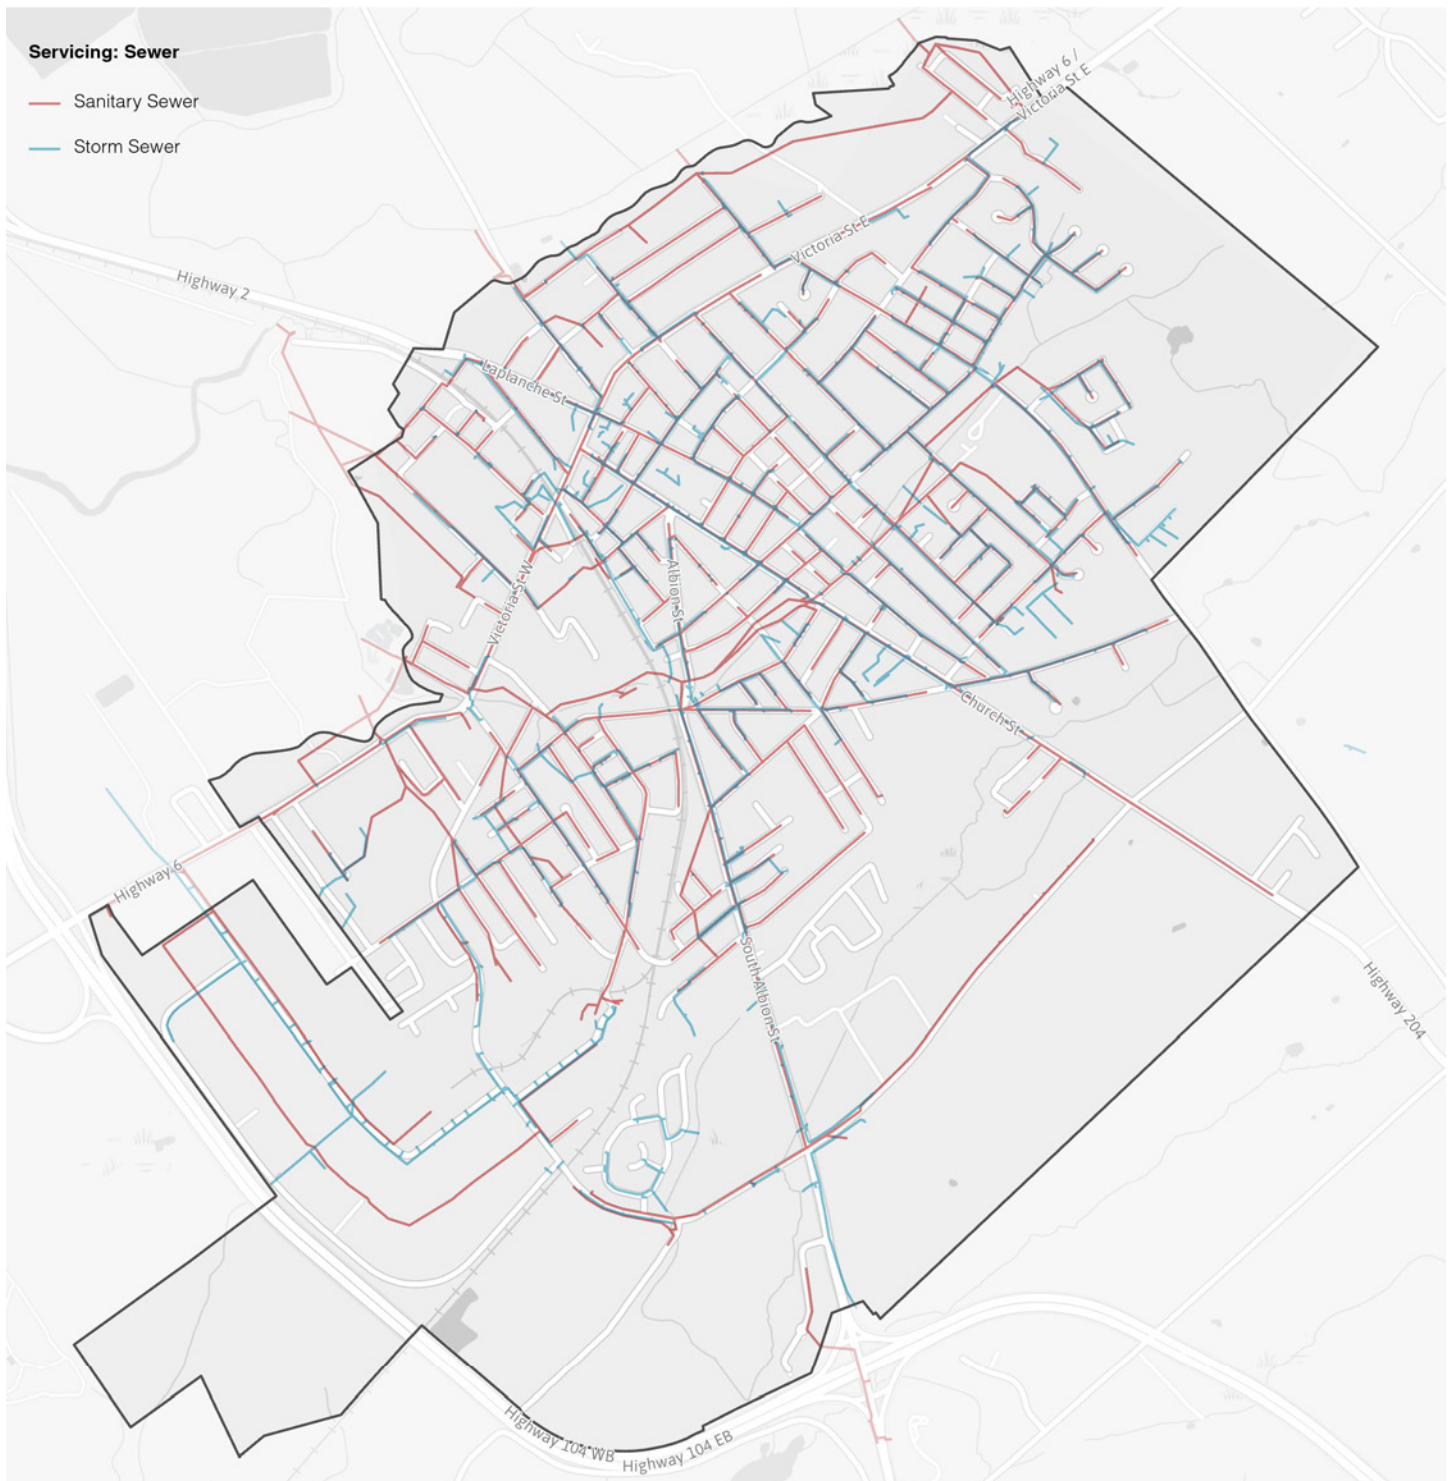 Servicing: Sewer
Sanitary Sewer
Storm Sewer
Highway 6 /
Victoria St E
Victoria St E
Highway 2
Laplanche St
Albion St
Victoria St W
Church St
Highway 6
South Albion St
Highway 204
Highway 104 WB
Highway 104 EB